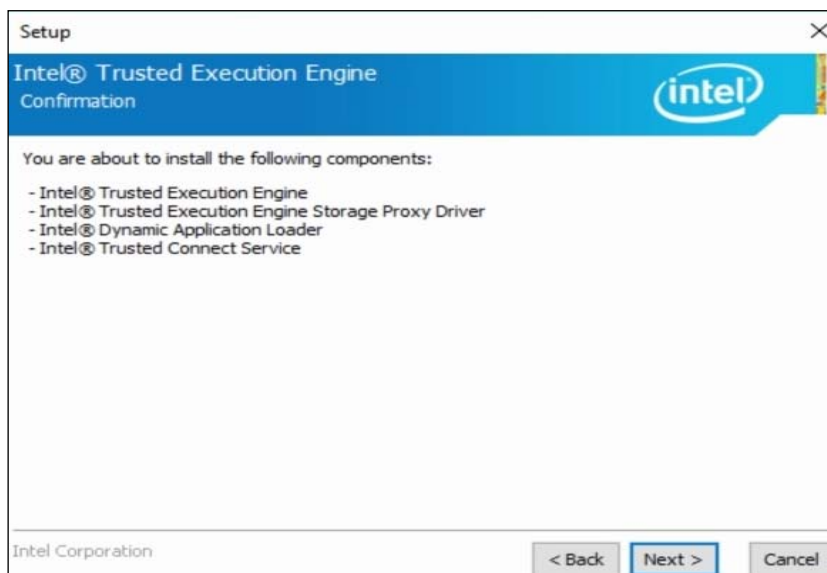 Setup
Intel® Trusted Execution Engine
Confirmation
intel
You are about to install the following components:
- Intel® Trusted Execution Engine
- Intel® Trusted Execution Engine Storage Proxy Driver
- Intel® Dynamic Application Loader
- Intel® Trusted Connect Service
Intel Corporation
< Back Next > Cancel